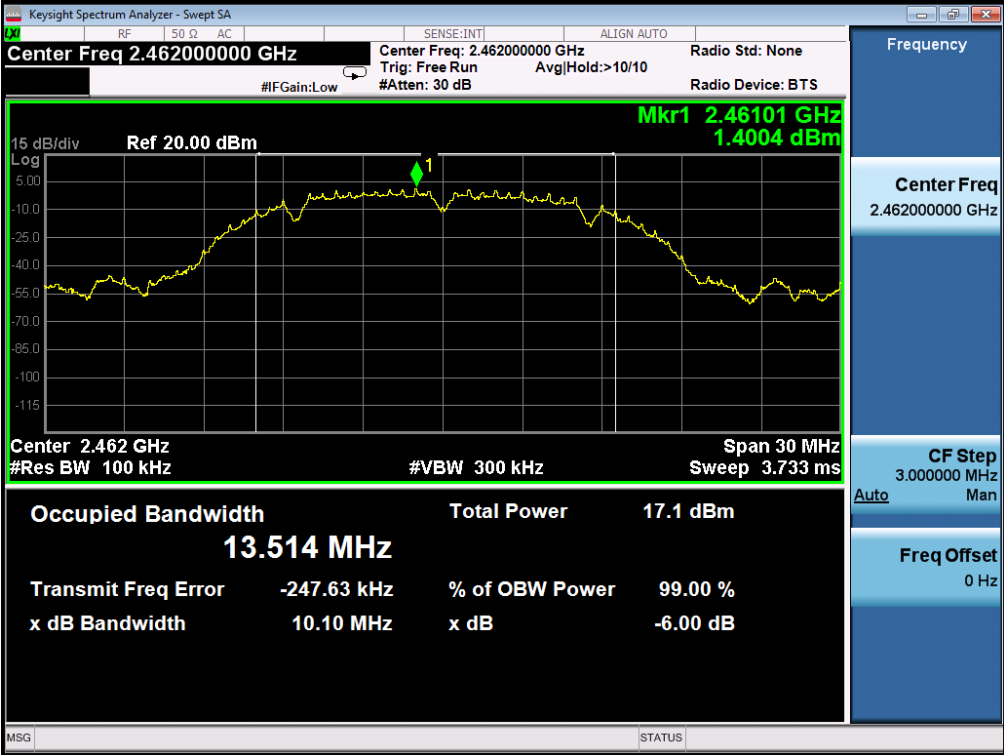 Keysight Spectrum Analyzer - Swept SA
LXI RF 50 Ω AC SENSE:INT ALIGN AUTO
Center Freq 2.462000000 GHz
Center Freq: 2.462000000 GHz Radio Std: None
Trig: Free Run Avg|Hold:>10/10
#IFGain:Low #Atten: 30 dB Radio Device: BTS
Mkr1 2.46101 GHz
1.4004 dBm
15 dB/div Ref 20.00 dBm
Log
1
5.00
-10.0
-25.0
-40.0
-55.0
-70.0
-85.0
-100
-115
Center 2.462 GHz Span 30 MHz
#Res BW 100 kHz #VBW 300 kHz Sweep 3.733 ms
Occupied Bandwidth Total Power 17.1 dBm
13.514 MHz
Transmit Freq Error -247.63 kHz % of OBW Power 99.00 %
x dB Bandwidth 10.10 MHz x dB -6.00 dB
Frequency
Center Freq
2.462000000 GHz
CF Step
3.000000 MHz
Auto Man
Freq Offset
0 Hz
MSG STATUS